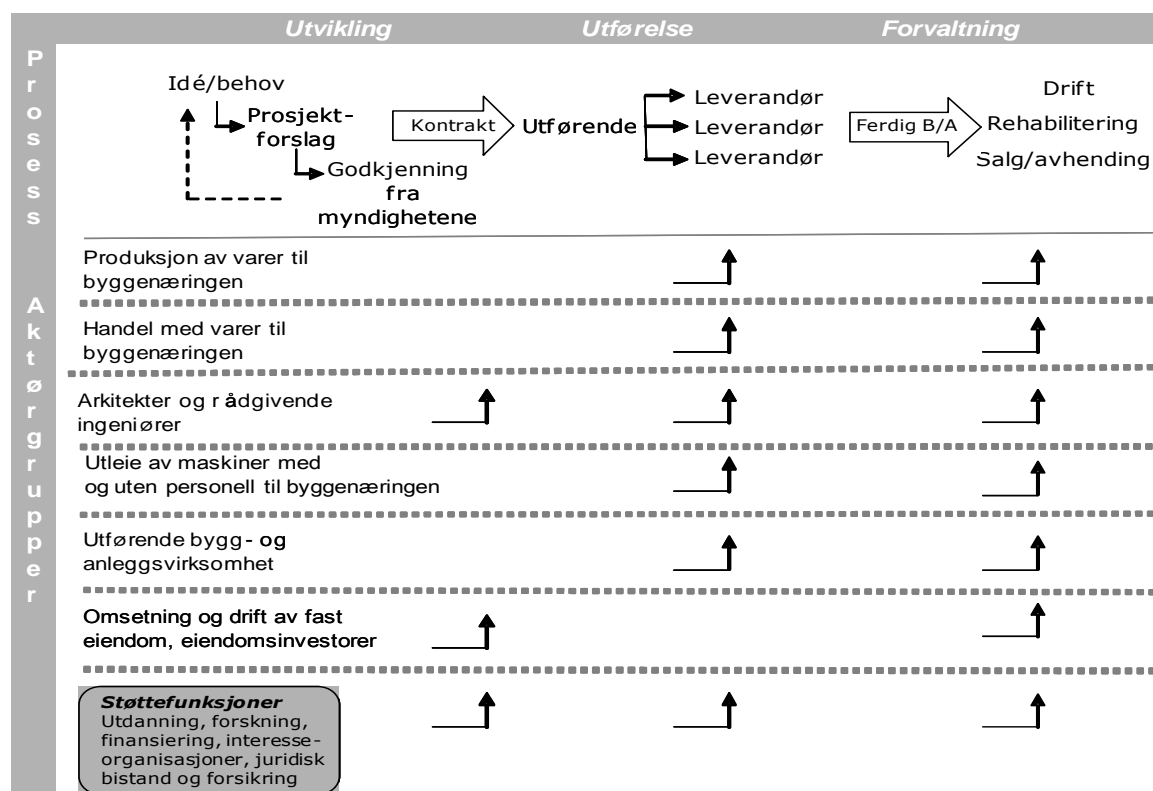 Utvikling Utførelse Forvaltning
Prosess
Idé/behov
Prosjekt-
forslag
Godkjenning
fra
myndighetene
Kontrakt
Utførende
Leverandør
Leverandør
Leverandør
Ferdig B/A
Drift
Rehabilitering
Salg/avhending
Aktørgrupper
Produksjon av varer til
byggenæringen
Handel med varer til
byggenæringen
Arkitekter og rådgivende
ingeniører
Utleie av maskiner med
og uten personell til byggenæringen
Utførende bygg- og
anleggsvirksomhet
Omsetning og drift av fast
eiendom, eiendomsinvestorer
Støttefunksjoner
Utdanning, forskning,
finansiering, interesse-
organisasjoner, juridisk
bistand og forsikring